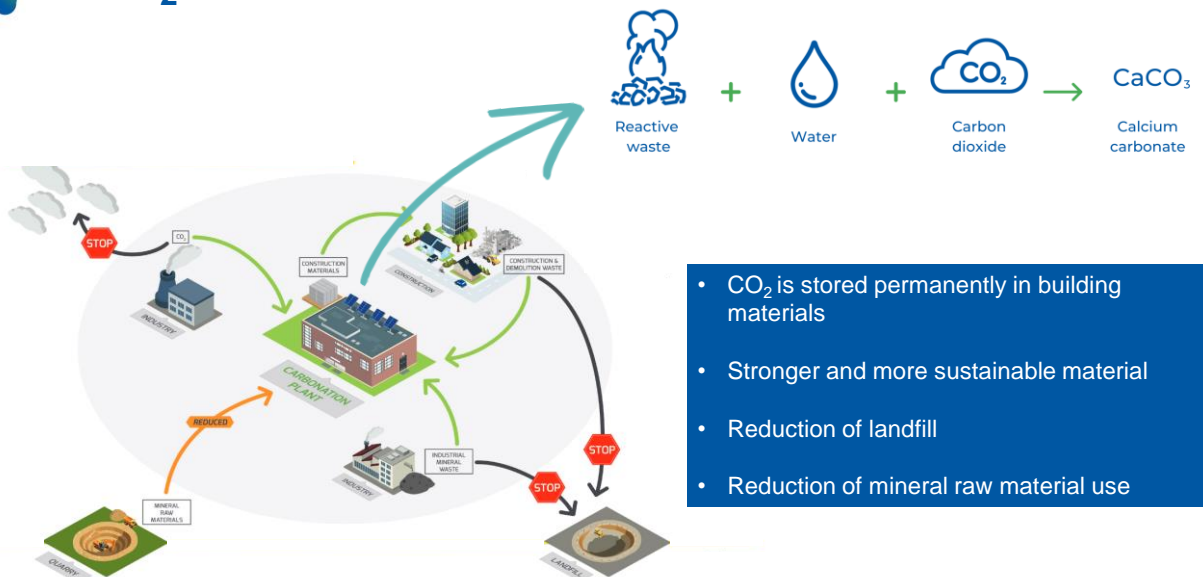 2
+
+
CO₂
CaCO₃
Reactive
waste
Water
Carbon
dioxide
Calcium
carbonate
STOP
CO₂
CONSTRUCTION
MATERIALS
CONSTRUCTION
CONSTRUCTION &
DEMOLITION WASTE
INDUSTRY
CARBONATION
PLANT
REDUCED
INDUSTRIAL
MINERAL
WASTE
INDUSTRY
STOP
STOP
MINERAL
RAW
MATERIALS
QUARRY
LANDFILL
• CO₂ is stored permanently in building
materials
• Stronger and more sustainable material
• Reduction of landfill
• Reduction of mineral raw material use